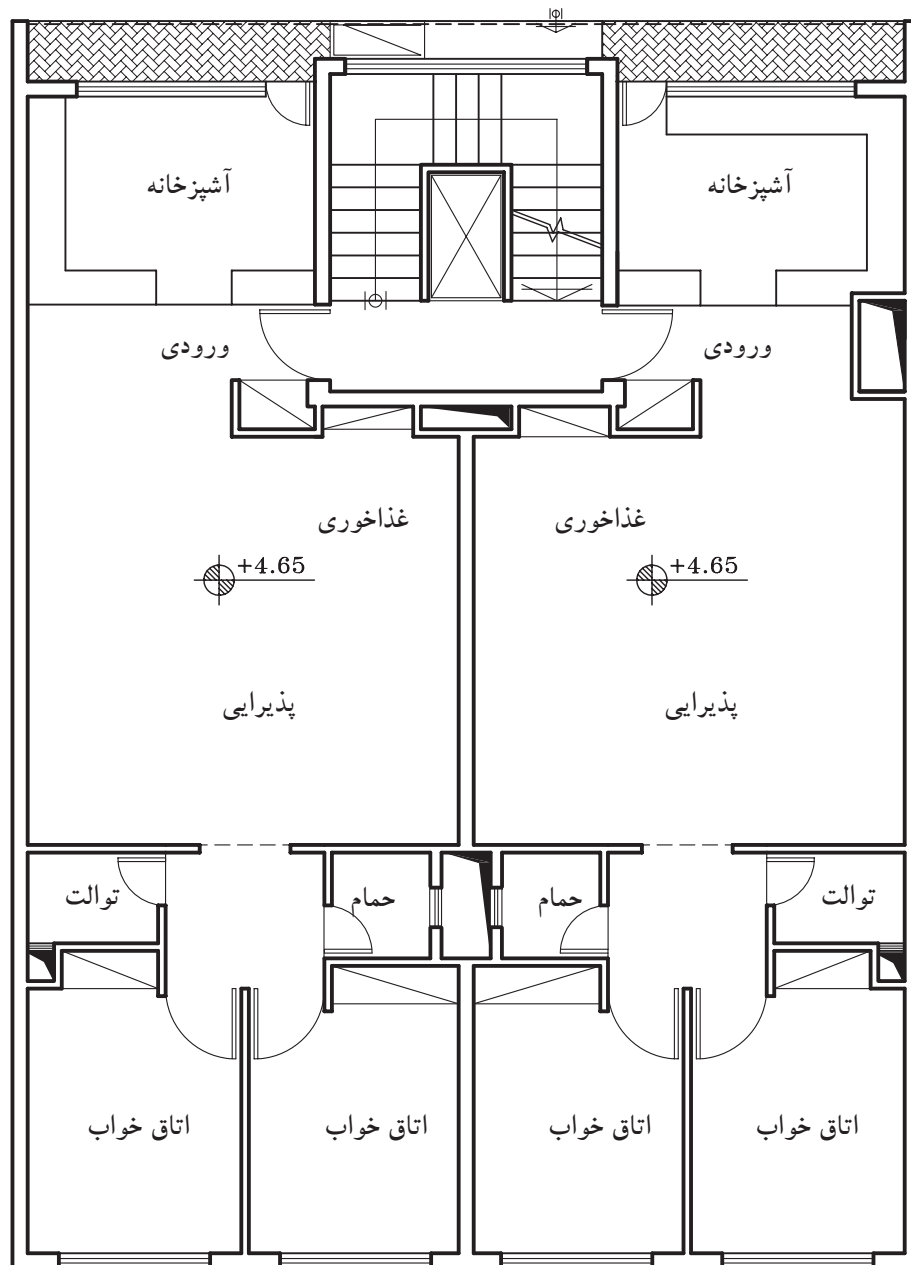 آشپزخانه
آشپزخانه
ورودی
ورودی
غذاخوری
غذاخوری
+4.65
+4.65
پذیرایی
پذیرایی
توالت
حمام
حمام
توالت
اتاق خواب
اتاق خواب
اتاق خواب
اتاق خواب